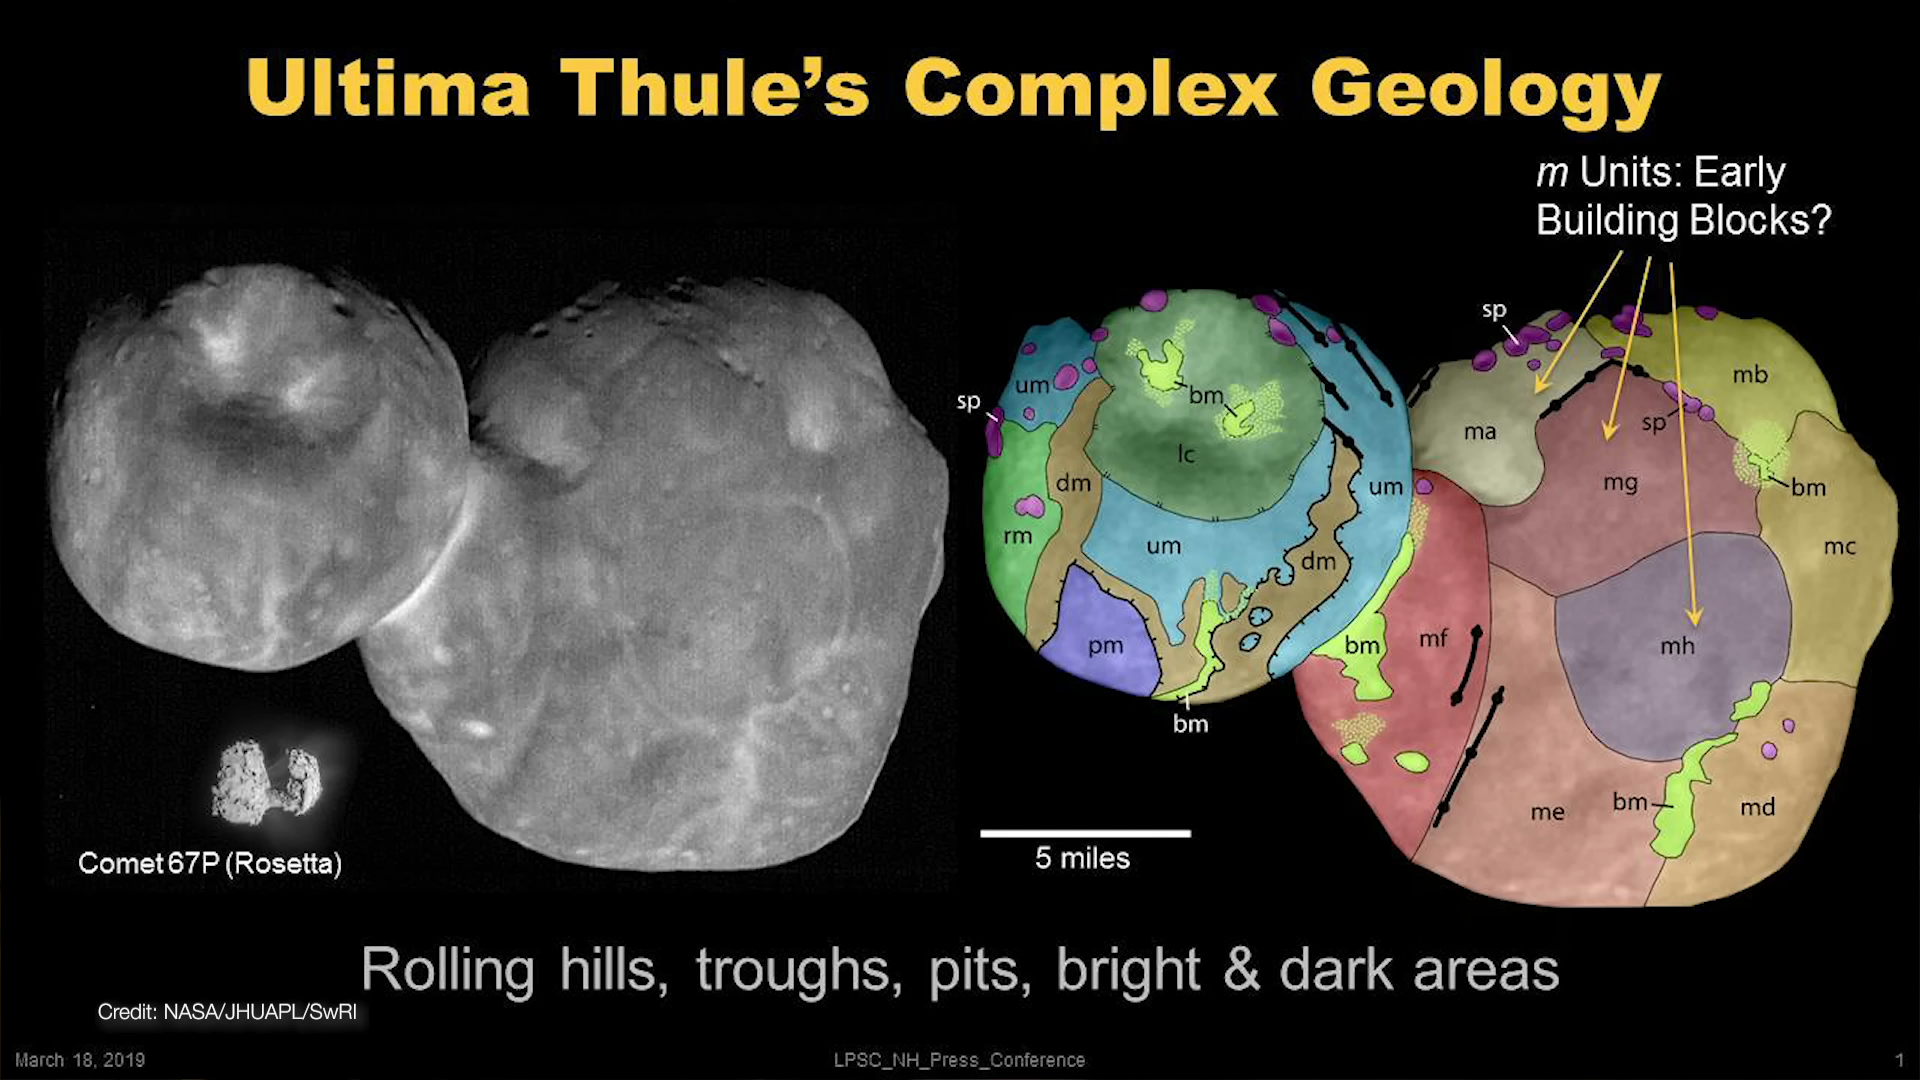 Ultima Thule’s Complex Geology
m Units: Early
Building Blocks?
sp
um
sp
bm
lc
dm
um
rm
um
dm
pm
bm
bm
mf
ma
mg
sp
mb
bm
mc
mh
me
bm
md
Comet 67P (Rosetta)
5 miles
Rolling hills, troughs, pits, bright & dark areas
Credit: NASA/JHUAPL/SwRI
March 18, 2019
LPSC_NH_Press_Conference
1